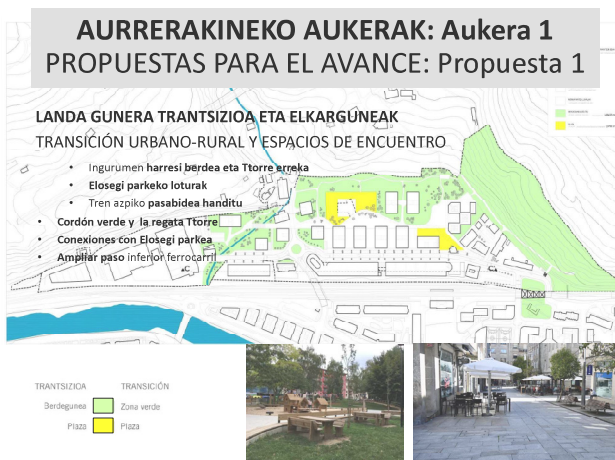 AURRERAKINEKO AUKERAK: Aukera 1
PROPUESTAS PARA EL AVANCE: Propuesta 1
LANDA GUNERA TRANTSIZIOA ETA ELKARGUNEAK
TRANSICIÓN URBANO-RURAL Y ESPACIOS DE ENCUENTRO
• Ingurumen harresi berdea eta Ttorre erreka
• Elosegi parkeko loturak
• Tren azpiko pasabidea handitu
• Cordón verde y la regata Ttorre
• Conexiones con Elosegi parkea
• Ampliar paso inferior ferrocarril
TRANTSIZIOA TRANSICIÓN
Berdegunea Zona verde
Plaza Plaza